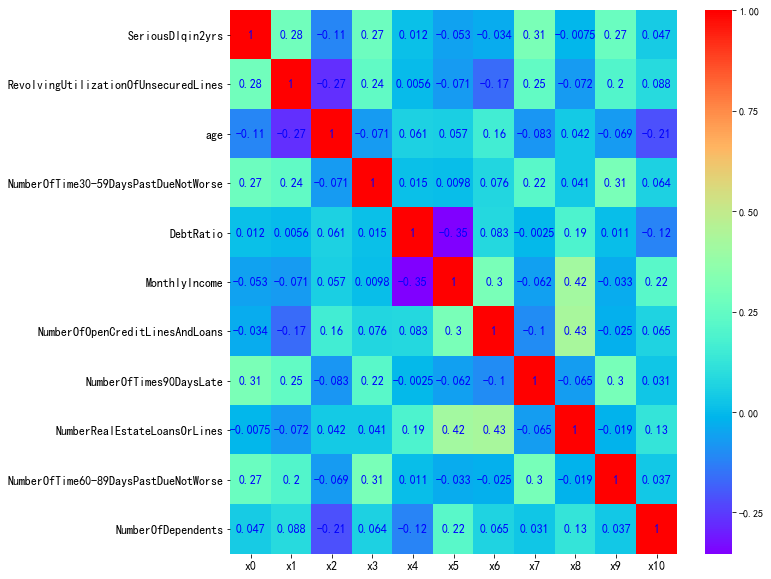 SeriousDlqin2yrs 1 0.28 -0.11 0.27 0.012 -0.053 -0.034 0.31 -0.0075 0.27 0.047
RevolvingUtilizationOfUnsecuredLines 0.28 1 -0.27 0.24 0.0056 -0.071 -0.17 0.25 -0.072 0.2 0.088
age -0.11 -0.27 1 -0.071 0.061 0.057 0.16 -0.083 0.042 -0.069 -0.21
NumberOfTime30-59DaysPastDueNotWorse 0.27 0.24 -0.071 1 0.015 0.0098 0.076 0.22 0.041 0.31 0.064
DebtRatio 0.012 0.0056 0.061 0.015 1 -0.35 0.083 -0.0025 0.19 0.011 -0.12
MonthlyIncome -0.053 -0.071 0.057 0.0098 -0.35 1 0.3 -0.062 0.42 -0.033 0.22
NumberOfOpenCreditLinesAndLoans -0.034 -0.17 0.16 0.076 0.083 0.3 1 -0.1 0.43 -0.025 0.065
NumberOfTimes90DaysLate 0.31 0.25 -0.083 0.22 -0.0025 -0.062 -0.1 1 -0.065 0.3 0.031
NumberRealEstateLoansOrLines -0.0075 -0.072 0.042 0.041 0.19 0.42 0.43 -0.065 1 -0.019 0.13
NumberOfTime60-89DaysPastDueNotWorse 0.27 0.2 -0.069 0.31 0.011 -0.033 -0.025 0.3 -0.019 1 0.037
NumberOfDependents 0.047 0.088 -0.21 0.064 -0.12 0.22 0.065 0.031 0.13 0.037 1
x0 x1 x2 x3 x4 x5 x6 x7 x8 x9 x10
1.00
0.75
0.50
0.25
0.00
-0.25